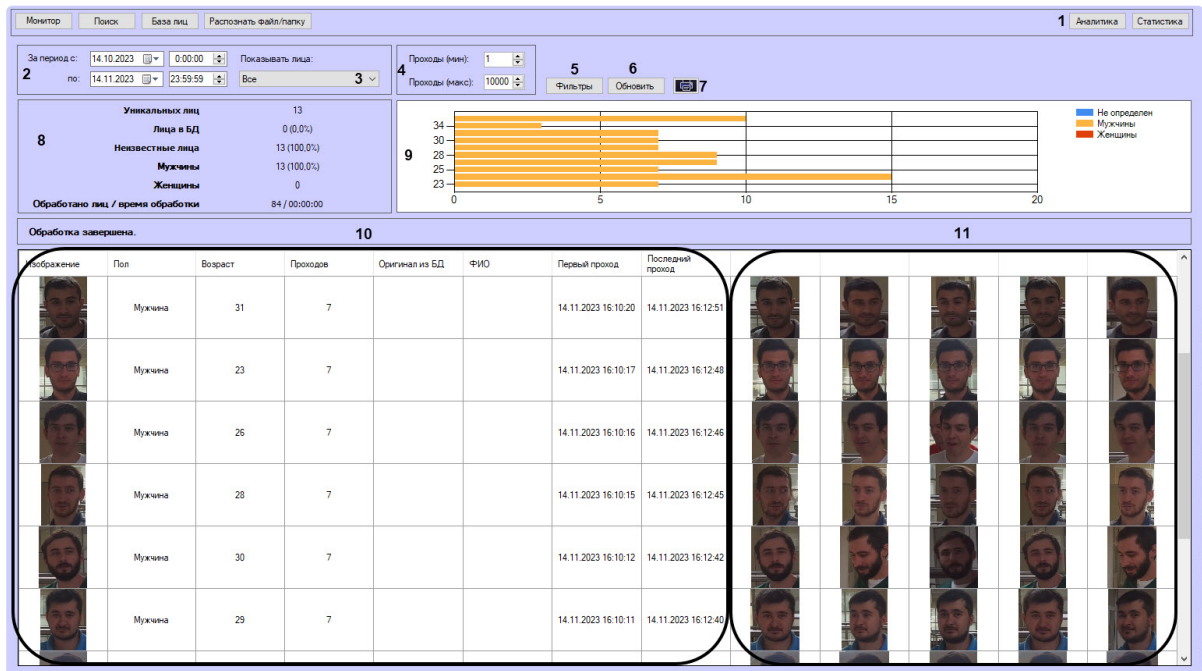 Монитор Поиск База лиц Распознать файл/папку 1 Аналитика Статистика
За период с: 14.10.2023 0:00:00 Показывать лица:
2 по: 14.11.2023 23:59:59 Все 3
4 Проходы (мин): 1
Проходы (макс): 10000
5 6
Фильтры Обновить 7
8
Уникальных лиц 13
Лица в БД 0 (0,0%)
Неизвестные лица 13 (100,0%)
Мужчины 13 (100,0%)
Женщины 0
Обработано лиц / время обработки 84 / 00:00:00
9
34
30
28
25
23
0 5 10 15 20
Не определен
Мужчины
Женщины
Обработка завершена. 10 11
Изображение Пол Возраст Проходов Оригинал из БД ФИО Первый проход Последний
проход
Мужчина 31 7 14.11.2023 16:10:20 14.11.2023 16:12:51
Мужчина 23 7 14.11.2023 16:10:17 14.11.2023 16:12:48
Мужчина 26 7 14.11.2023 16:10:16 14.11.2023 16:12:46
Мужчина 28 7 14.11.2023 16:10:15 14.11.2023 16:12:45
Мужчина 30 7 14.11.2023 16:10:12 14.11.2023 16:12:42
Мужчина 29 7 14.11.2023 16:10:11 14.11.2023 16:12:40